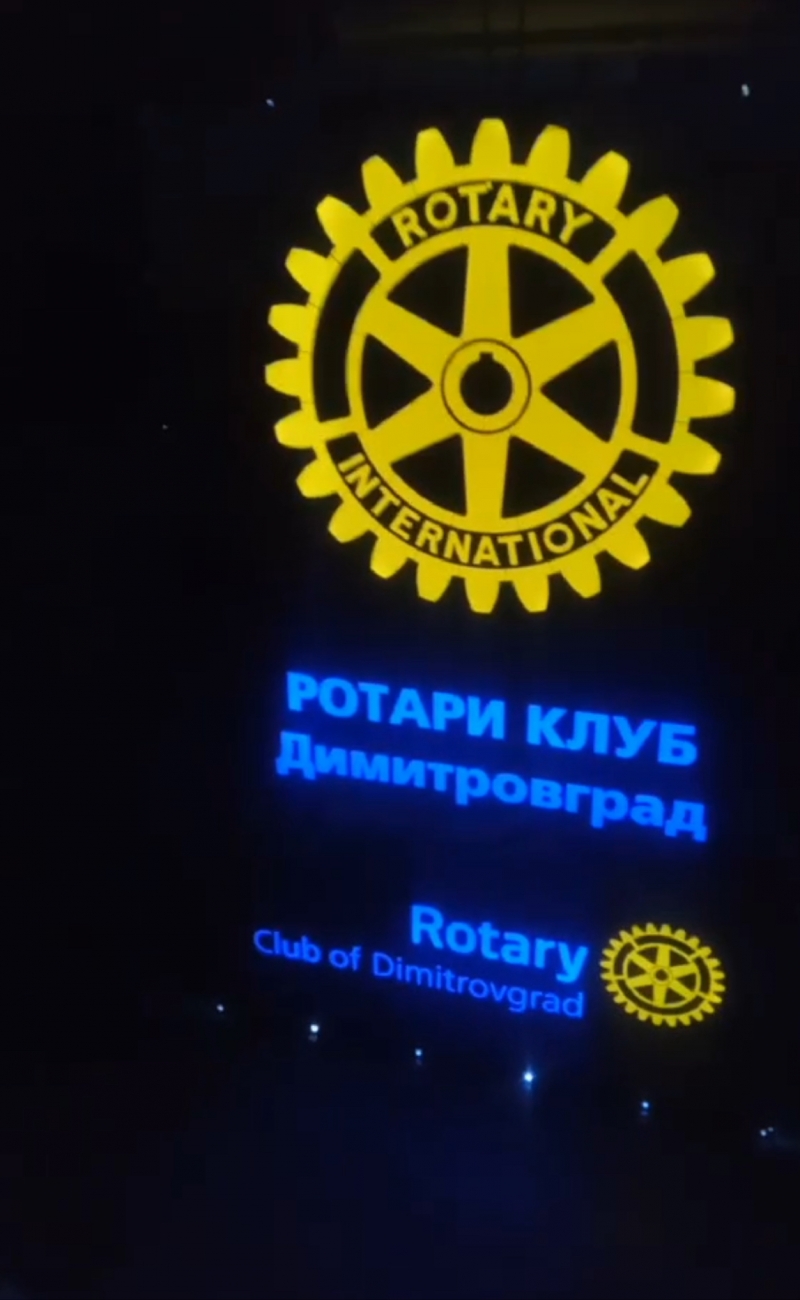 ROTARY
INTERNATIONAL
РОТАРИ КЛУБ
Димитровград
Rotary
Club of Dimitrovgrad